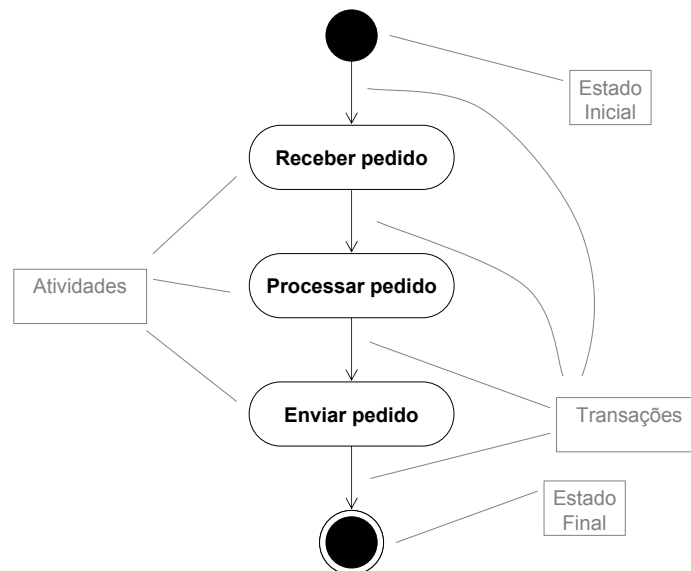 Estado
Inicial
Receber pedido
Atividades
Processar pedido
Enviar pedido
Transações
Estado
Final